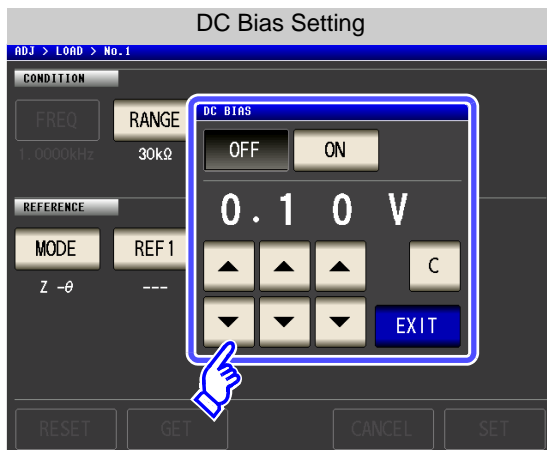 DC Bias Setting
ADJ > LOAD > No.1
CONDITION
FREQ
RANGE
1.0000kHz
30kΩ
REFERENCE
MODE
REF1
Z -θ
---
DC BIAS
OFF
ON
0.10 V
C
EXIT
RESET
GET
CANCEL
SET